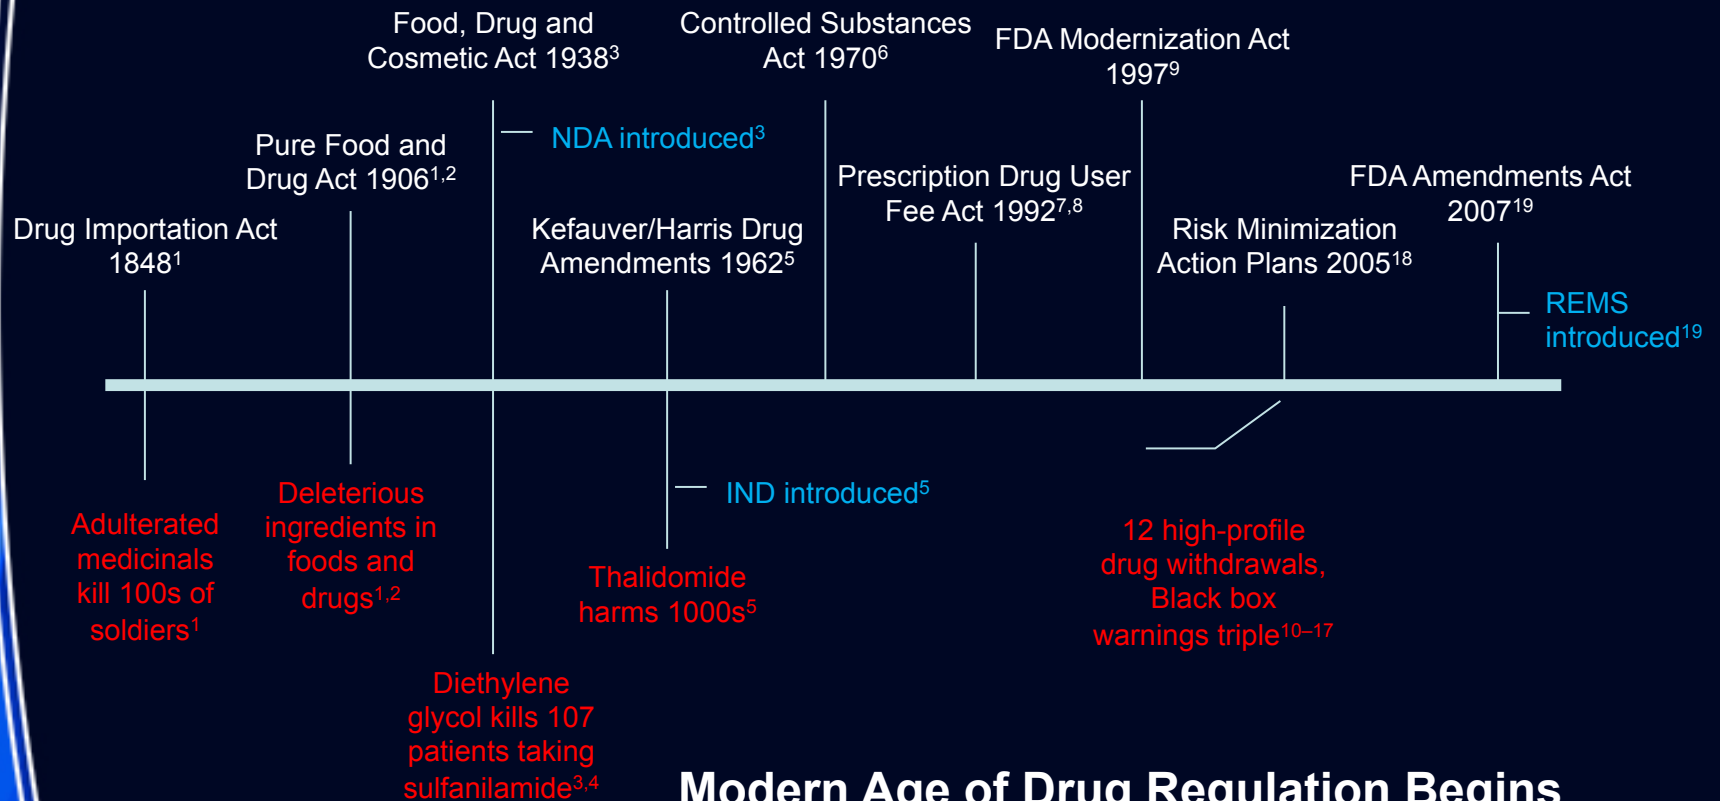 Food, Drug and
Cosmetic Act 1938³
Controlled Substances
Act 1970⁶
FDA Modernization Act
1997⁹
NDA introduced³
Pure Food and
Drug Act 1906¹,²
Prescription Drug User
Fee Act 1992⁷,⁸
FDA Amendments Act
2007¹⁹
Drug Importation Act
1848¹
Kefauver/Harris Drug
Amendments 1962⁵
Risk Minimization
Action Plans 2005¹⁸
REMS
introduced¹⁹
Adulterated
medicinals
kill 100s of
soldiers¹
Deleterious
ingredients in
foods and
drugs¹,²
IND introduced⁵
Thalidomide
harms 1000s⁵
12 high-profile
drug withdrawals,
Black box
warnings triple¹⁰–¹⁷
Diethylene
glycol kills 107
patients taking
sulfanilamide³,⁴
Modern Age of Drug Regulation Begins